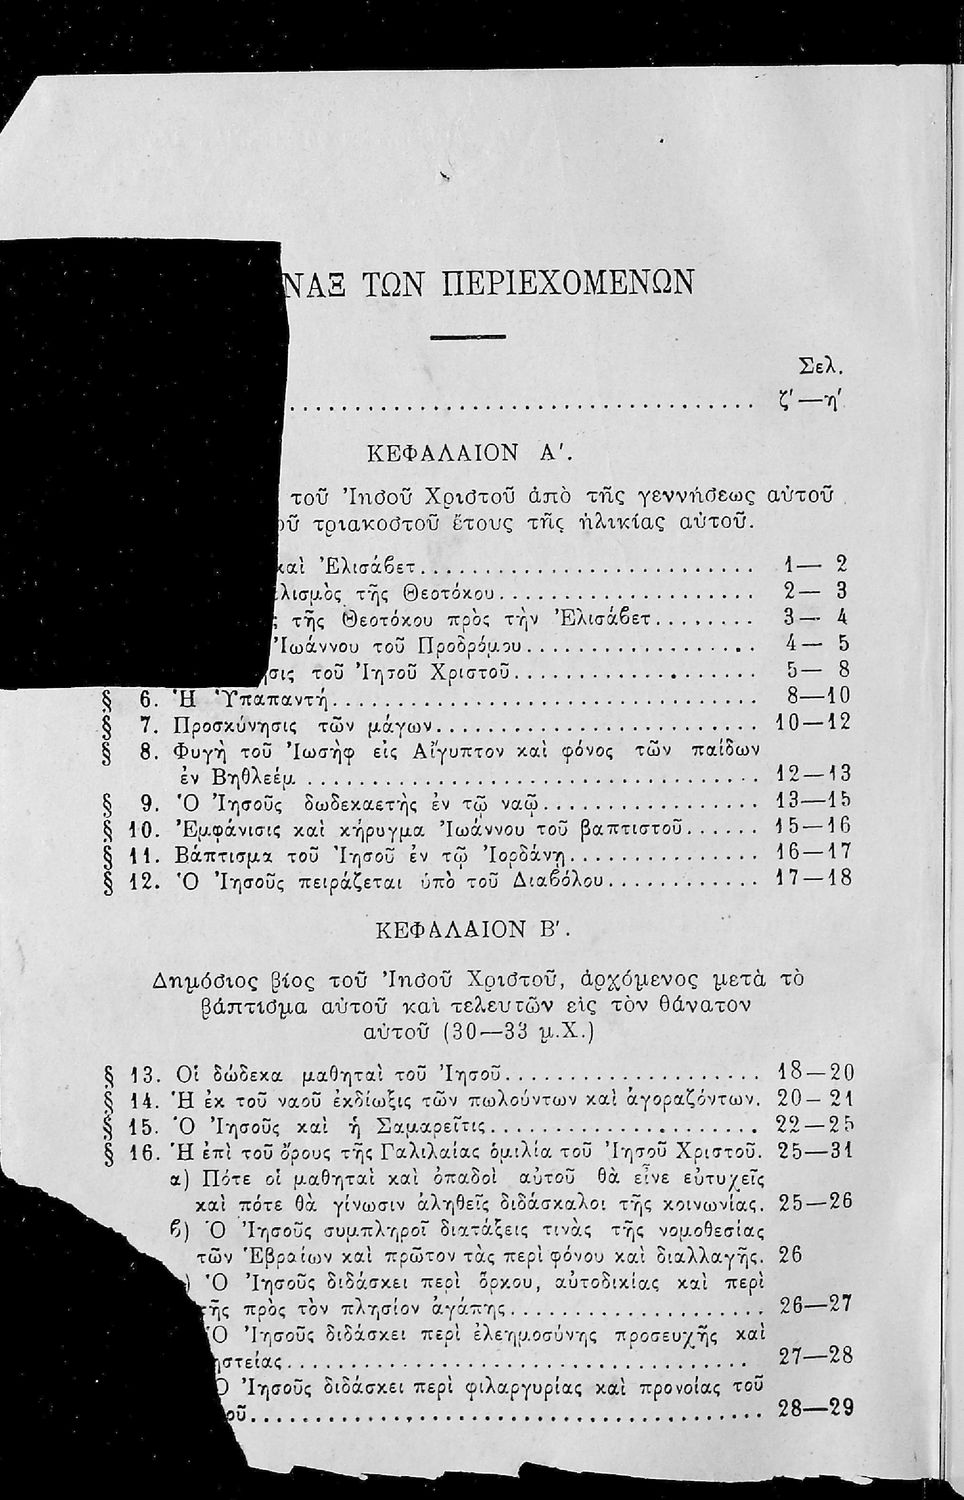 ΝΑΞ ΤΩΝ ΠΕΡΙΕΧΟΜΕΝΩΝ
Σελ.
.................................... ζ'—η'
ΚΕΦΑΛΑΙΟΝ Α'.
τοῦ Ἰησοῦ Χριστοῦ ἀπὸ τῆς γεννήσεως αὐτοῦ
οῦ τριακοστοῦ ἔτους τῆς ἡλικίας αὐτοῦ.
καὶ Ἐλισάβετ......................... 1— 2
λισμὸς τῆς Θεοτόκου.................... 2— 3
ς τῆς Θεοτόκου πρὸς τὴν Ἐλισάβετ........ 3— 4
Ἰωάννου τοῦ Προδρόμου.................. 4— 5
σις τοῦ Ἰησοῦ Χριστοῦ................... 5— 8
§ 6. Ἡ Ὑπαπαντή................................ 8—10
§ 7. Προσκύνησις τῶν μάγων........................ 10—12
§ 8. Φυγὴ τοῦ Ἰωσὴφ εἰς Αἴγυπτον καὶ φόνος τῶν παίδων
ἐν Βηθλεέμ.................................. 12—13
§ 9. Ὁ Ἰησοῦς δωδεκαετὴς ἐν τῷ ναῷ................ 13—15
§ 10. Ἐμφάνισις καὶ κήρυγμα Ἰωάννου τοῦ βαπτιστοῦ...... 15—16
§ 11. Βάπτισμα τοῦ Ἰησοῦ ἐν τῷ Ἰορδάνῃ.............. 16—17
§ 12. Ὁ Ἰησοῦς πειράζεται ὑπὸ τοῦ Διαβόλου............ 17—18
ΚΕΦΑΛΑΙΟΝ Β'.
Δημόσιος βίος τοῦ Ἰησοῦ Χριστοῦ, ἀρχόμενος μετὰ τὸ
βάπτισμα αὐτοῦ καὶ τελευτῶν εἰς τὸν θάνατον
αὐτοῦ (30—33 μ.Χ.)
§ 13. Οἱ δώδεκα μαθηταὶ τοῦ Ἰησοῦ.................... 18—20
§ 14. Ἡ ἐκ τοῦ ναοῦ ἐκδίωξις τῶν πωλούντων καὶ ἀγοραζόντων. 20—21
§ 15. Ὁ Ἰησοῦς καὶ ἡ Σαμαρεῖτις..................... 22—25
§ 16. Ἡ ἐπὶ τοῦ ὄρους τῆς Γαλιλαίας ὁμιλία τοῦ Ἰησοῦ Χριστοῦ. 25—31
α) Πότε οἱ μαθηταὶ καὶ ὀπαδοὶ αὐτοῦ θὰ εἶνε εὐτυχεῖς
καὶ πότε θὰ γίνωσιν ἀληθεῖς διδάσκαλοι τῆς κοινωνίας. 25—26
β) Ὁ Ἰησοῦς συμπληροῖ διατάξεις τινὰς τῆς νομοθεσίας
τῶν Ἑβραίων καὶ πρῶτον τὰς περὶ φόνου καὶ διαλλαγῆς. 26
) Ὁ Ἰησοῦς διδάσκει περὶ ὅρκου, αὐτοδικίας καὶ περὶ
τῆς πρὸς τὸν πλησίον ἀγάπης.................... 26—27
Ὁ Ἰησοῦς διδάσκει περὶ ἐλεημοσύνης προσευχῆς καὶ
ηστείας................................... 27—28
Ὁ Ἰησοῦς διδάσκει περὶ φιλαργυρίας καὶ προνοίας τοῦ
οῦ....................................... 28—29